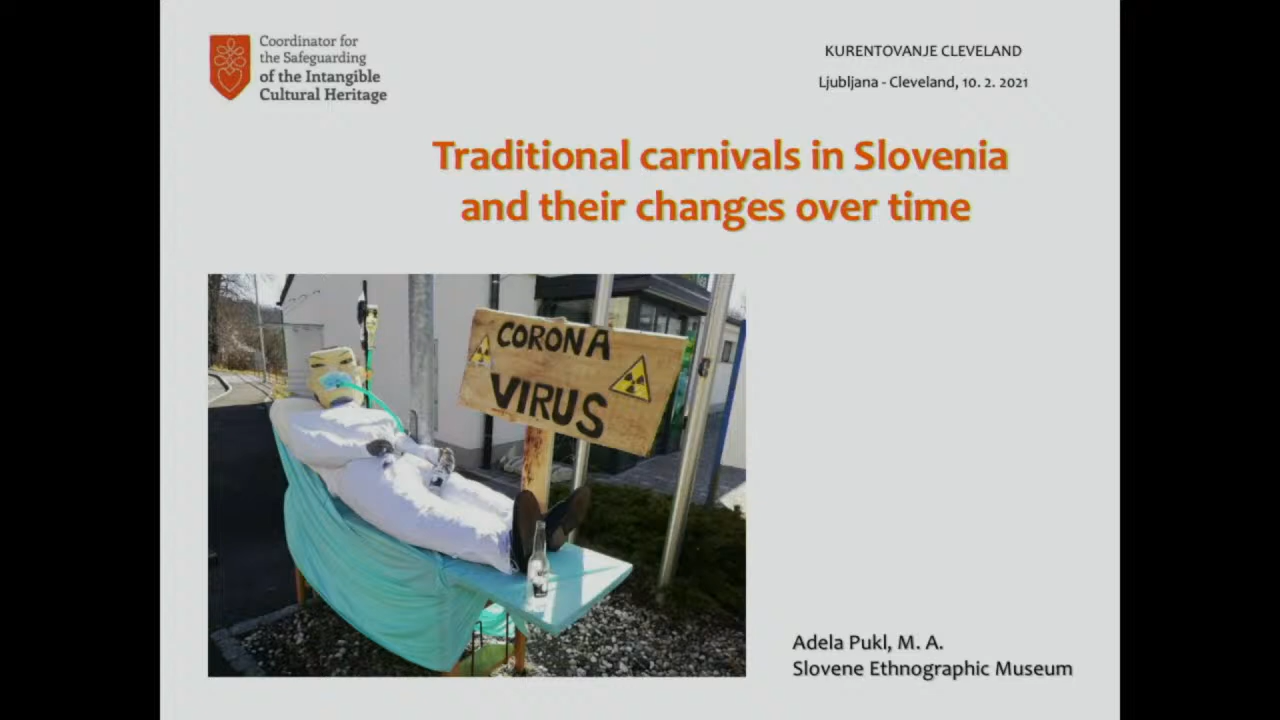 Coordinator for
the Safeguarding
of the Intangible
Cultural Heritage
KURENTOVANJE CLEVELAND
Ljubljana - Cleveland, 10. 2. 2021
Traditional carnivals in Slovenia
and their changes over time
CORONA
VIRUS
Adela Pukl, M. A.
Slovene Ethnographic Museum